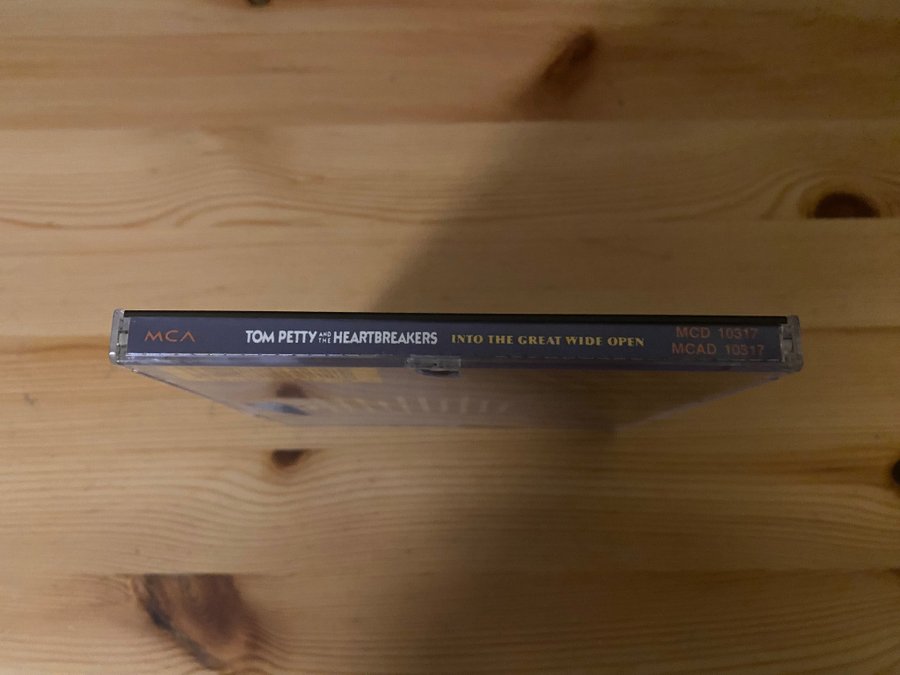 MCA
TOM PETTY AND THE HEARTBREAKERS INTO THE GREAT WIDE OPEN
MCD 10317
MCAD 10317